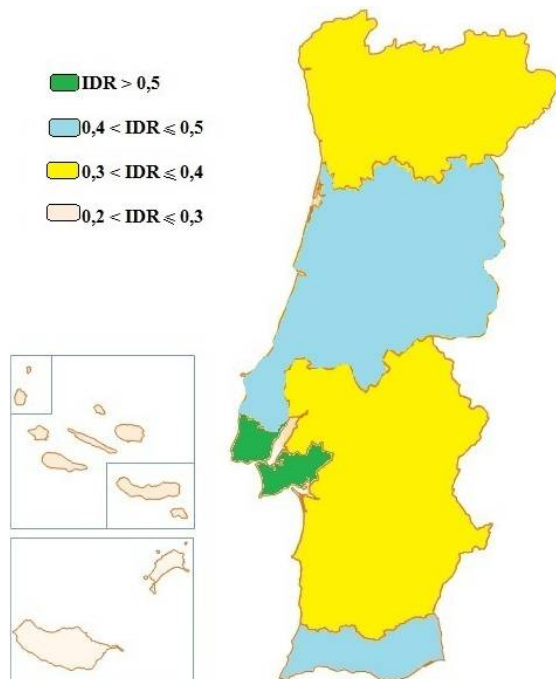 IDR > 0,5
0,4 < IDR ⩽ 0,5
0,3 < IDR ⩽ 0,4
0,2 < IDR ⩽ 0,3